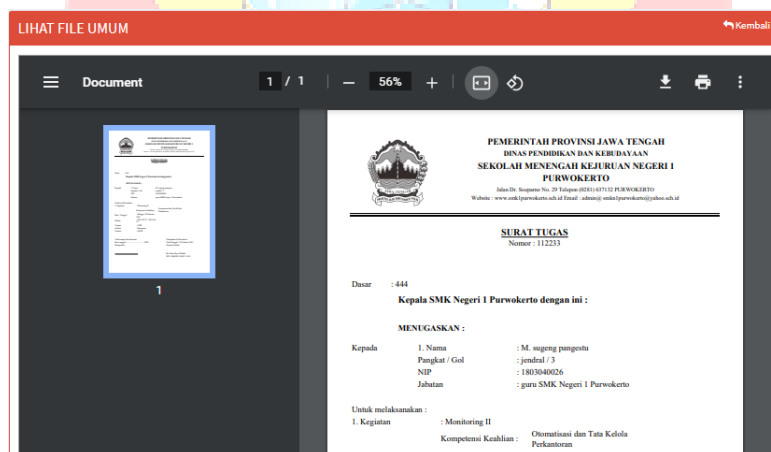 LIHAT FILE UMUM
Kembali
Document
1 / 1
56%
1
PEMERINTAH PROVINSI JAWA TENGAH
DINAS PENDIDIKAN DAN KEBUDAYAAN
SEKOLAH MENENGAH KEJURUAN NEGERI 1
PURWOKERTO
Jalan Dr. Soeparno No. 29 Telepon (0281) 637132 PURWOKERTO
Website : www.smk1purwokerto.sch.id Email : admin@ smkn1purwokerto@yahoo.sch.id
SURAT TUGAS
Nomor : 112233
Dasar : 444
Kepala SMK Negeri 1 Purwokerto dengan ini :
MENUGASKAN :
Kepada 1. Nama : M. sugeng pangestu
Pangkat / Gol : jendral / 3
NIP : 1803040026
Jabatan : guru SMK Negeri 1 Purwokerto
Untuk melaksanakan :
1. Kegiatan : Monitoring II
Kompetensi Keahlian : Otomatisasi dan Tata Kelola
Perkantoran